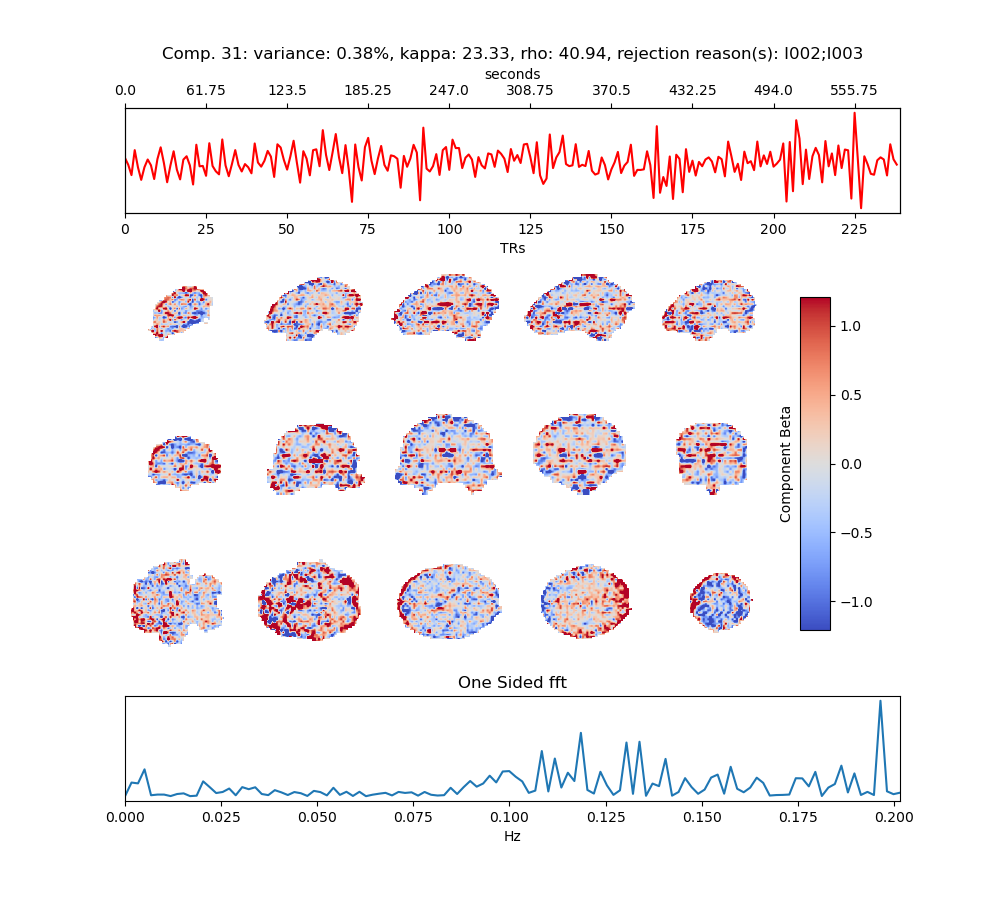 Comp. 31: variance: 0.38%, kappa: 23.33, rho: 40.94, rejection reason(s): I002;I003
seconds
0.0 61.75 123.5 185.25 247.0 308.75 370.5 432.25 494.0 555.75
0 25 50 75 100 125 150 175 200 225
TRs
1.0
0.5
0.0
−0.5
−1.0
Component Beta
One Sided fft
0.000 0.025 0.050 0.075 0.100 0.125 0.150 0.175 0.200
Hz